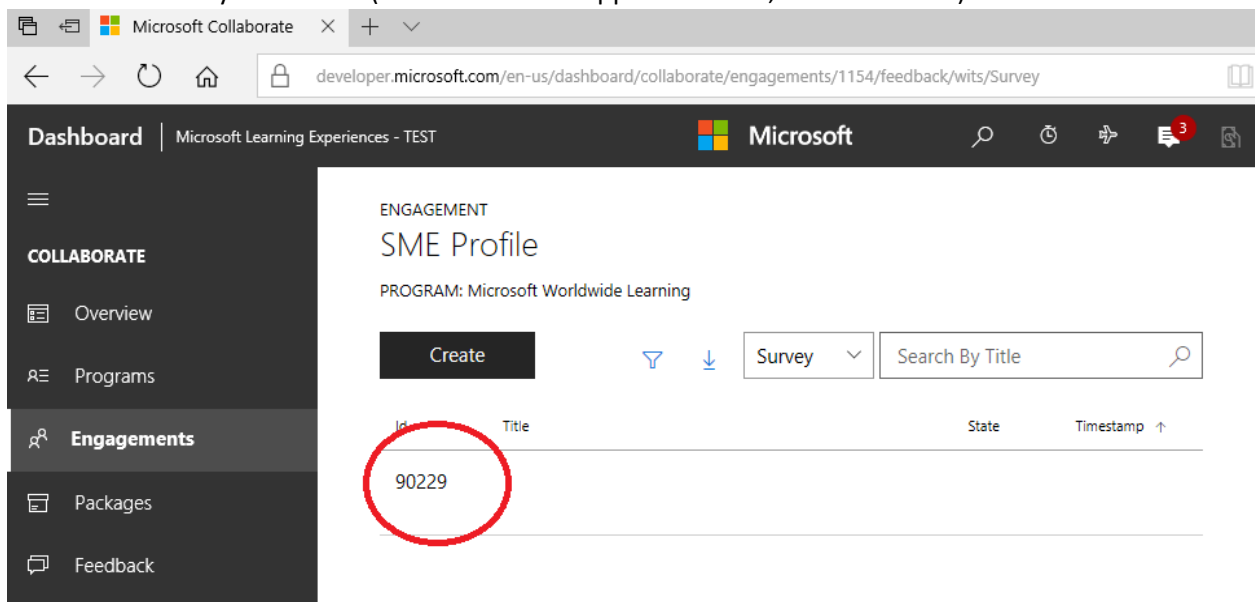 Microsoft Collaborate
developer.microsoft.com/en-us/dashboard/collaborate/engagements/1154/feedback/wits/Survey
Dashboard | Microsoft Learning Experiences - TEST
Microsoft
3
COLLABORATE
Overview
Programs
Engagements
Packages
Feedback
ENGAGEMENT
SME Profile
PROGRAM: Microsoft Worldwide Learning
Create
Survey
Search By Title
Id Title State Timestamp ↑
90229